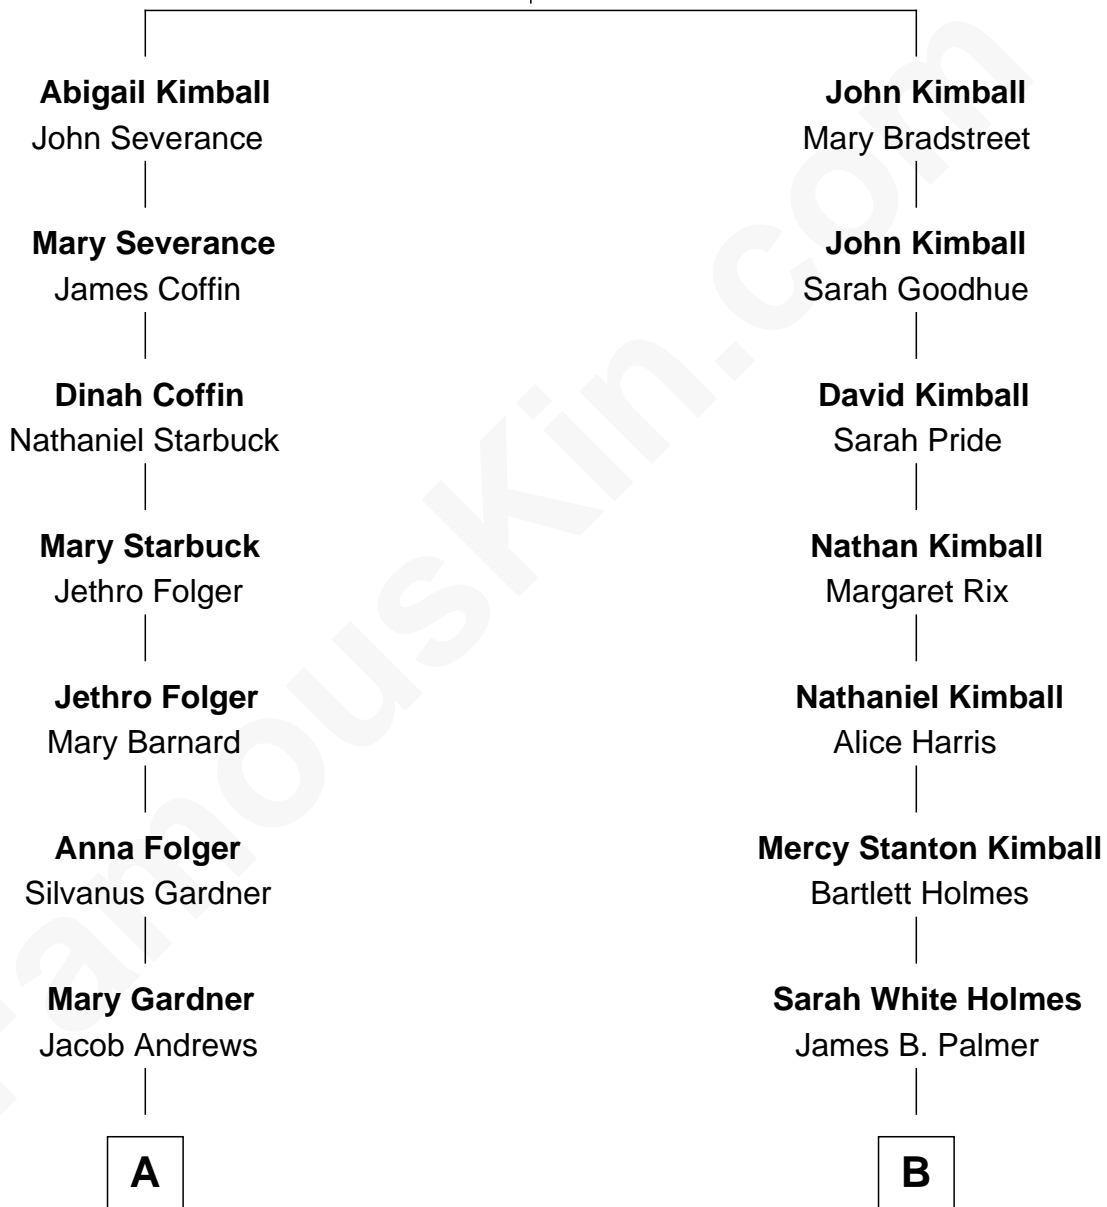 Abigail Kimball
John Severance
Mary Severance
James Coffin
Dinah Coffin
Nathaniel Starbuck
Mary Starbuck
Jethro Folger
Jethro Folger
Mary Barnard
Anna Folger
Silvanus Gardner
Mary Gardner
Jacob Andrews
A
John Kimball
Mary Bradstreet
John Kimball
Sarah Goodhue
David Kimball
Sarah Pride
Nathan Kimball
Margaret Rix
Nathaniel Kimball
Alice Harris
Mercy Stanton Kimball
Bartlett Holmes
Sarah White Holmes
James B. Palmer
B
FamousKin.com